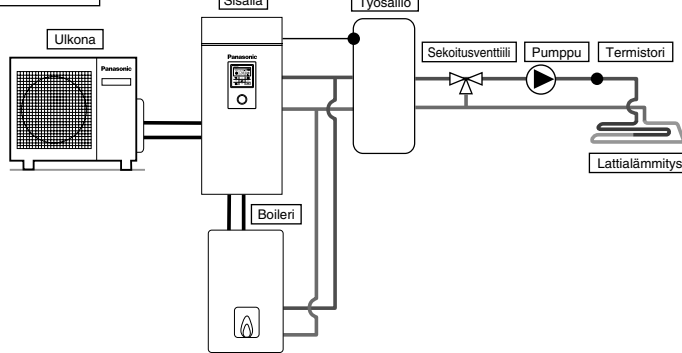 Sisällä
Työsäiliö
Ulkona
Sekoitusventtiili
Pumppu
Termistori
Panasonic
Panasonic
Lattialämmitys
Boileri